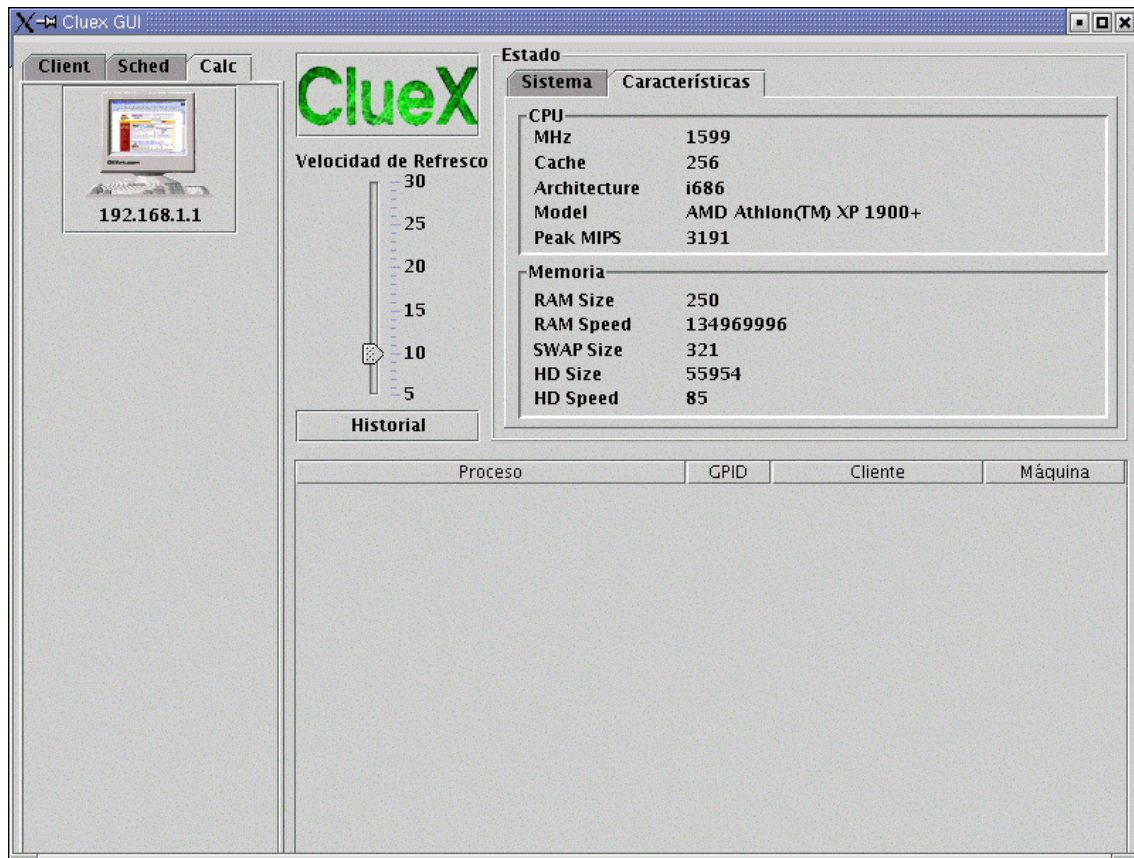 Cluex GUI
Client Sched Calc
192.168.1.1
ClueX
Velocidad de Refresco
30
25
20
15
10
5
Historial
Estado
Sistema Características
CPU
MHz 1599
Cache 256
Architecture i686
Model AMD Athlon(TM) XP 1900+
Peak MIPS 3191
Memoria
RAM Size 250
RAM Speed 134969996
SWAP Size 321
HD Size 55954
HD Speed 85
Proceso GPID Cliente Máquina